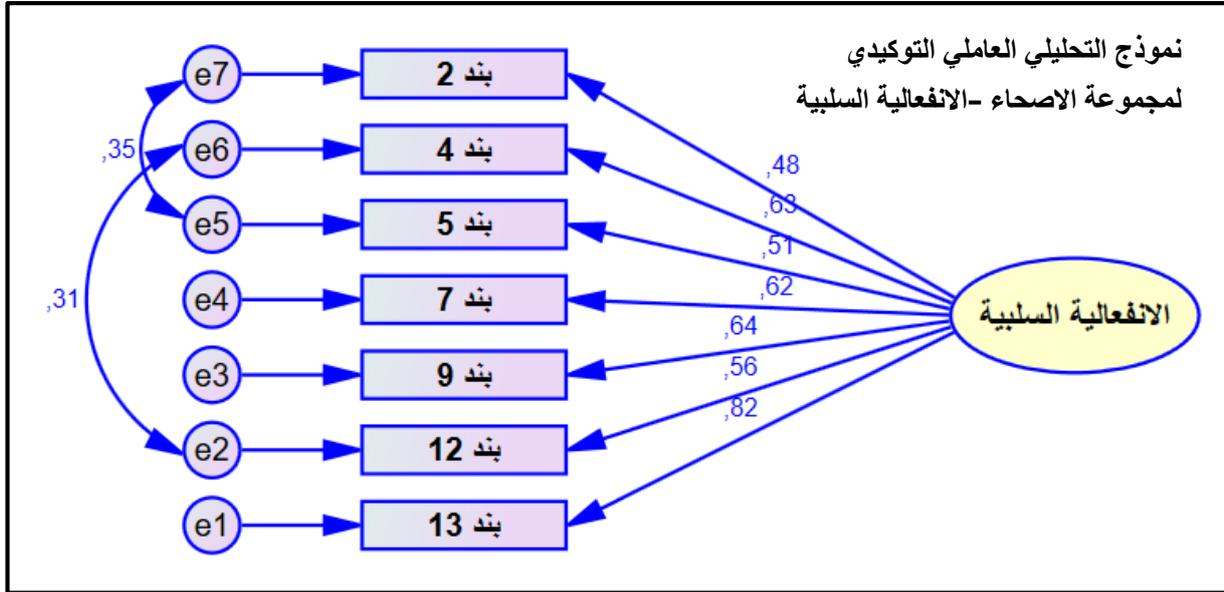 نموذج التحليلي العاملي التوكيدي
لمجموعة الاصحاء –الانفعالية السلبية
e7
بند 2
,48
e6
بند 4
,63
,35
e5
بند 5
,51
e4
بند 7
,62
,31
الانفعالية السلبية
e3
بند 9
,64
e2
بند 12
,56
e1
بند 13
,82